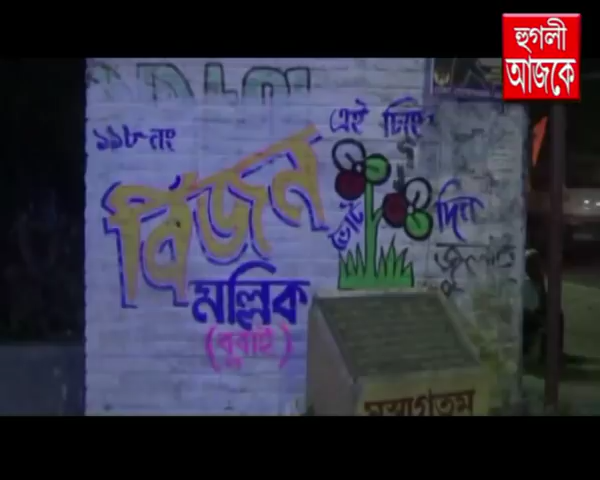 হুগলী
আজকে
১১৮ নং
এই চিহ্নে
বিজন
ভোট
দিন
মল্লিক
(বুবাই)